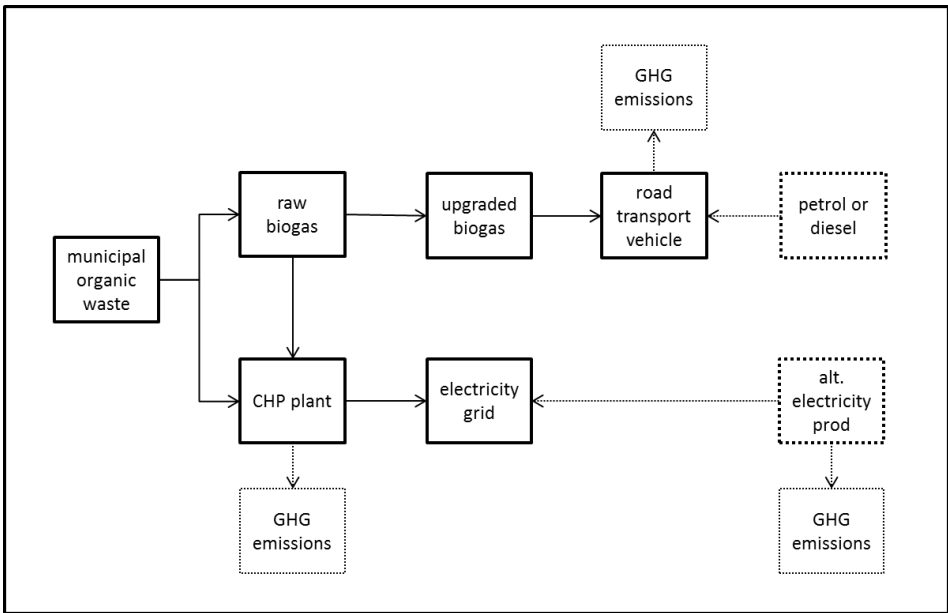 GHG
emissions
raw
biogas
upgraded
biogas
road
transport
vehicle
petrol or
diesel
municipal
organic
waste
CHP plant
electricity
grid
alt.
electricity
prod
GHG
emissions
GHG
emissions